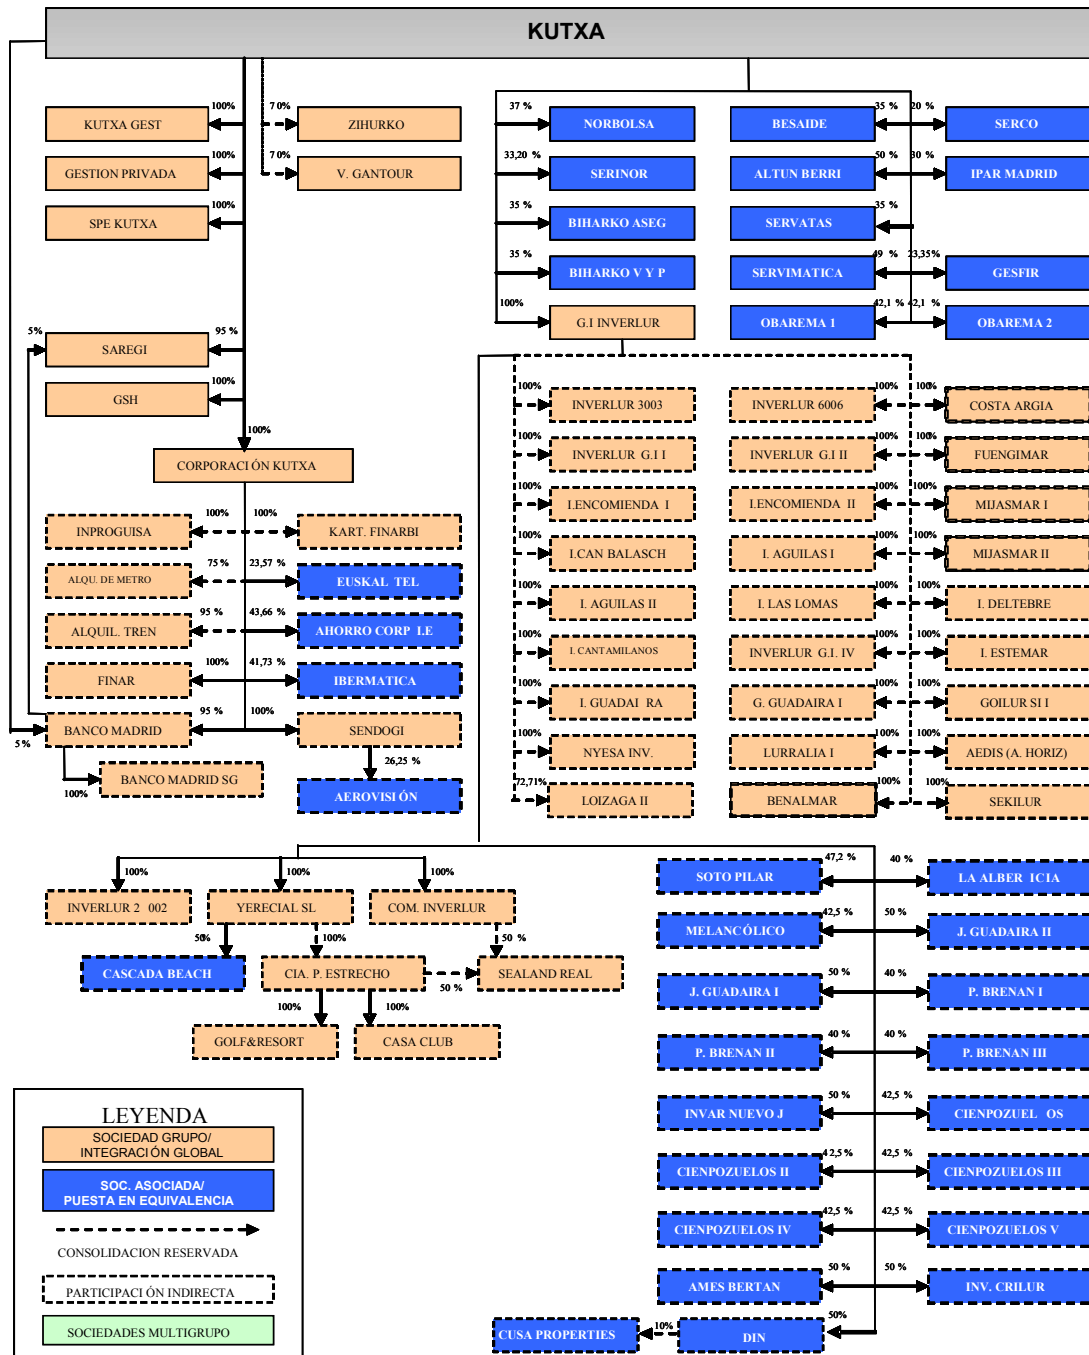 KUTXA
100%
70%
37 %
35 %
20 %
KUTXA GEST
ZIHURKO
NORBOLSA
BESAIDE
SERCO
100%
70%
33,20 %
50 %
30 %
GESTION PRIVADA
V. GANTOUR
SERINOR
ALTUN BERRI
IPAR MADRID
100%
35 %
35 %
SPE KUTXA
BIHARKO ASEG
SERVATAS
35 %
49 %
23,35%
BIHARKO V Y P
SERVIMATICA
GESFIR
100%
42,1 %
42,1 %
G.I INVERLUR
OBAREMA 1
OBAREMA 2
5%
95 %
SAREGI
100%
GSH
100%
CORPORACIÓN KUTXA
100%
100%
100%
INVERLUR 3003
INVERLUR 6006
COSTA ARGIA
100%
100%
100%
INVERLUR G.I I
INVERLUR G.I II
FUENGIMAR
100%
100%
100%
I.ENCOMIENDA I
I.ENCOMIENDA II
MIJASMAR I
100%
100%
100%
I.CAN BALASCH
I. AGUILAS I
MIJASMAR II
100%
100%
100%
I. AGUILAS II
I. LAS LOMAS
I. DELTEBRE
100%
100%
100%
I. CANTAMILANOS
INVERLUR G.I. IV
I. ESTEMAR
100%
100%
100%
I. GUADAI RA
G. GUADAIRA I
GOILUR SI I
100%
100%
100%
NYESA INV.
LURRALIA I
AEDIS (A. HORIZ)
72,71%
100%
100%
LOIZAGA II
BENALMAR
SEKILUR
100%
100%
INPROGUISA
KART. FINARBI
75%
23,57 %
ALQU. DE METRO
EUSKAL TEL
95 %
43,66 %
ALQUIL. TREN
AHORRO CORP I.E
100%
41,73 %
FINAR
IBERMATICA
95 %
100%
BANCO MADRID
SENDOGI
5%
100%
BANCO MADRID SG
26,25 %
AEROVISIÓN
100%
100%
100%
INVERLUR 2 002
YERECIAL SL
COM. INVERLUR
50%
100%
50 %
CASCADA BEACH
CIA. P. ESTRECHO
50 %
SEALAND REAL
100%
100%
GOLF&RESORT
CASA CLUB
47,2 %
40 %
SOTO PILAR
LA ALBER ICIA
42,5 %
50 %
MELANCÓLICO
J. GUADAIRA II
50 %
40 %
J. GUADAIRA I
P. BRENAN I
40 %
40 %
P. BRENAN II
P. BRENAN III
50 %
42,5 %
INVAR NUEVO J
CIENPOZUEL OS
42,5 %
42,5 %
CIENPOZUELOS II
CIENPOZUELOS III
42,5 %
42,5 %
CIENPOZUELOS IV
CIENPOZUELOS V
50 %
50 %
AMES BERTAN
INV. CRILUR
50%
10%
CUSA PROPERTIES
DIN
LEYENDA
SOCIEDAD GRUPO/
INTEGRACIÓN GLOBAL
SOC. ASOCIADA/
PUESTA EN EQUIVALENCIA
CONSOLIDACION RESERVADA
PARTICIPACIÓN INDIRECTA
SOCIEDADES MULTIGRUPO